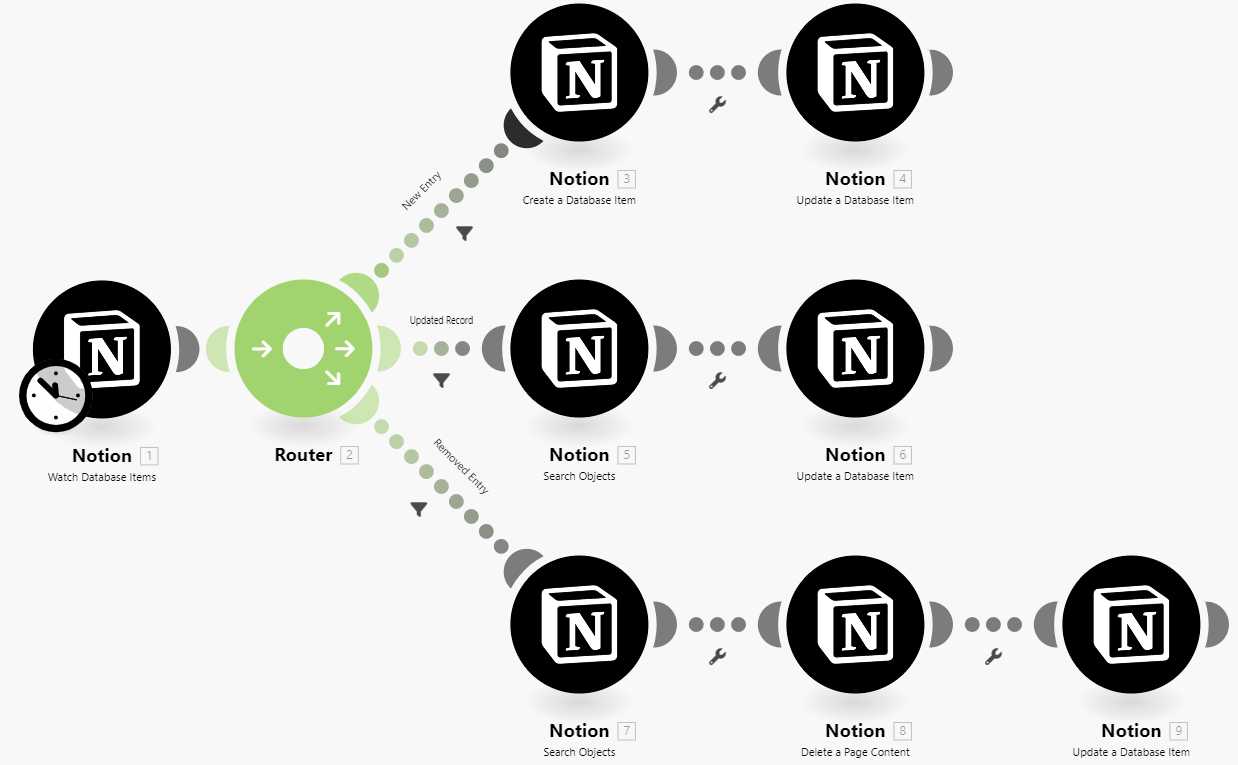 N
N
Notion 3
Create a Database Item
Notion 4
Update a Database Item
New Entry
N
Notion 1
Watch Database Items
Router 2
Updated Record
N
N
Notion 5
Search Objects
Notion 6
Update a Database Item
Removed Entry
N
N
N
Notion 7
Search Objects
Notion 8
Delete a Page Content
Notion 9
Update a Database Item